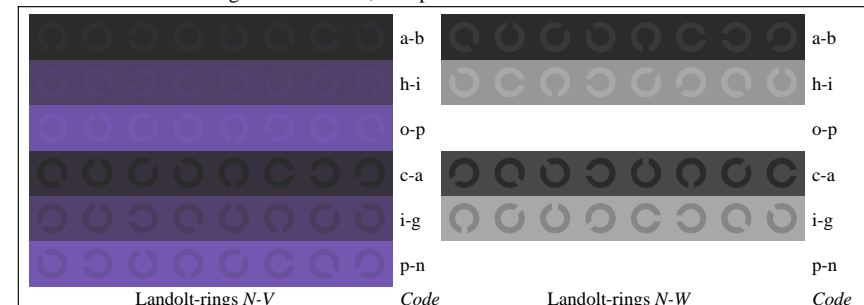 a-b a-b
h-i h-i
o-p o-p
c-a c-a
i-g i-g
p-n p-n
Landolt-rings N-V Code Landolt-rings N-W Code